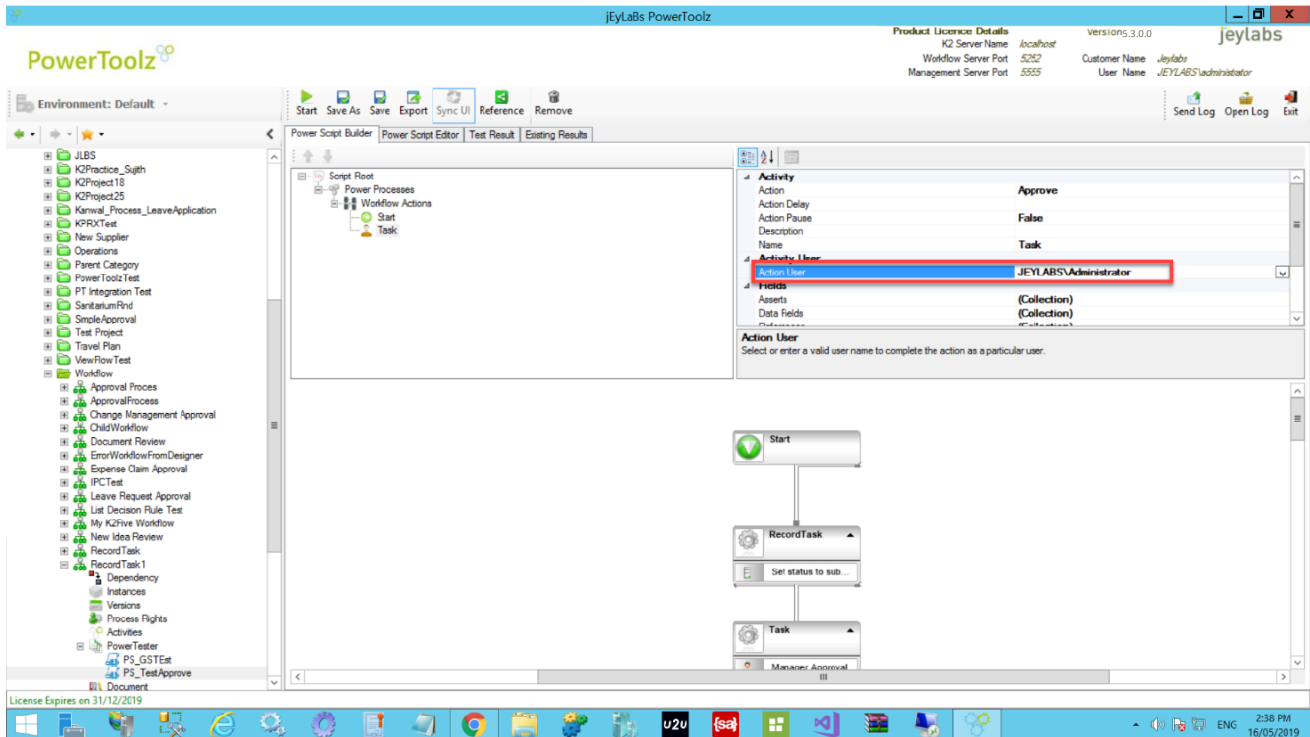 jEyLaBs PowerToolz
PowerToolz
Product Licence Details
Version5.3.0.0
jeylabs
K2 Server Name localhost
Workflow Server Port 5252 Customer Name Jeylabs
Management Server Port 5555 User Name JEYLABS\administrator
Environment: Default
Start Save As Save Export Sync UI Reference Remove
Send Log Open Log Exit
Power Script Builder Power Script Editor Test Result Existing Results
JLBS
K2Practice_Sujith
K2Project18
K2Project25
Kanwal_Process_LeaveApplication
KPRXTest
New Supplier
Operations
Parent Category
PowerToolzTest
PT Integration Test
SanitariumRnd
SmpleApproval
Test Project
Travel Plan
ViewFlowTest
Workflow
Approval Proces
ApprovalFrocess
Change Management Approval
ChildWorkflow
Document Review
ErrorWorkflowFromDesigner
Expense Claim Approval
IPCTest
Leave Request Approval
List Decision Rule Test
My K2Five Workflow
New Idea Review
RecordTask
RecordTask1
Dependency
Instances
Versions
Process Rights
Activities
PowerTester
PS_GSTEst
PS_TestApprove
Document
Script Root
Power Processes
Workflow Actions
Start
Task
Activity
Action Approve
Action Delay
Action Pause False
Description
Name Task
Activity User
Action User JEYLABS\Administrator
Fields
Asserts (Collection)
Data Fields (Collection)
References (Collection)
Action User
Select or enter a valid user name to complete the action as a particular user.
Start
RecordTask
Set status to sub...
Task
Manager Approval
License Expires on 31/12/2019
u2u
{sa}
ENG
2:38 PM
16/05/2019